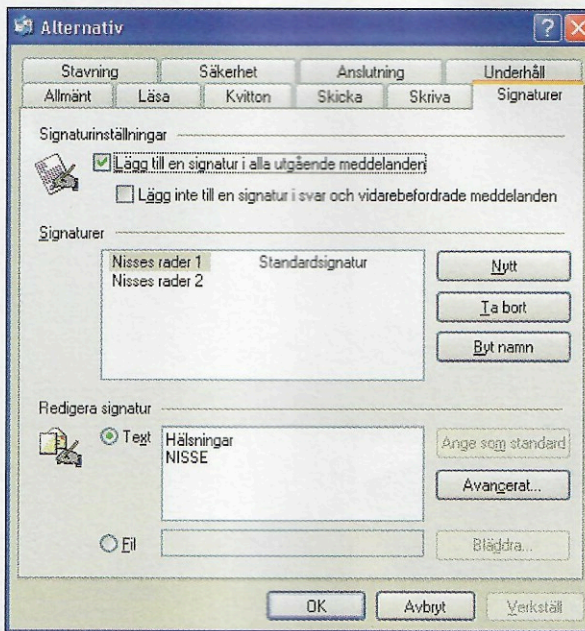 Alternativ
Stavning Säkerhet Anslutning Underhåll
Allmänt Läsa Kvitton Skicka Skriva Signaturer
Signaturinställningar
Lägg till en signatur i alla utgående meddelanden
Lägg inte till en signatur i svar och vidarebefordrade meddelanden
Signaturer
Nisses rader 1 Standardsignatur
Nisses rader 2
Nytt
Ta bort
Byt namn
Redigera signatur
Text
Hälsningar
NISSE
Ange som standard
Avancerat...
Fil
Bläddra...
OK Avbryt Verkställ